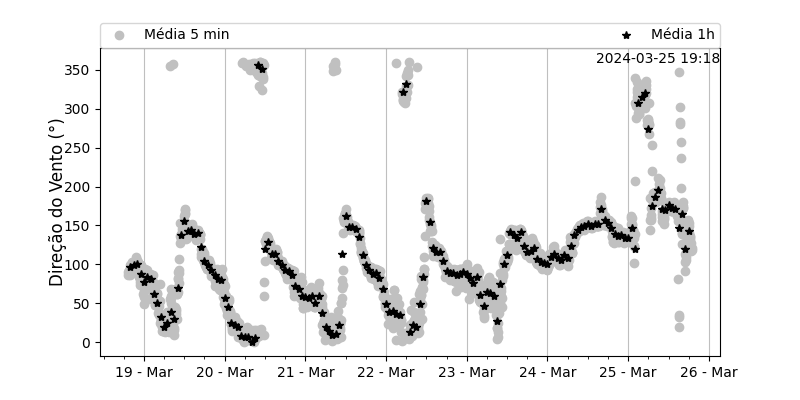 Média 5 min
Média 1h
2024-03-25 19:18
Direção do Vento (°)
350
300
250
200
150
100
50
0
19 - Mar
20 - Mar
21 - Mar
22 - Mar
23 - Mar
24 - Mar
25 - Mar
26 - Mar